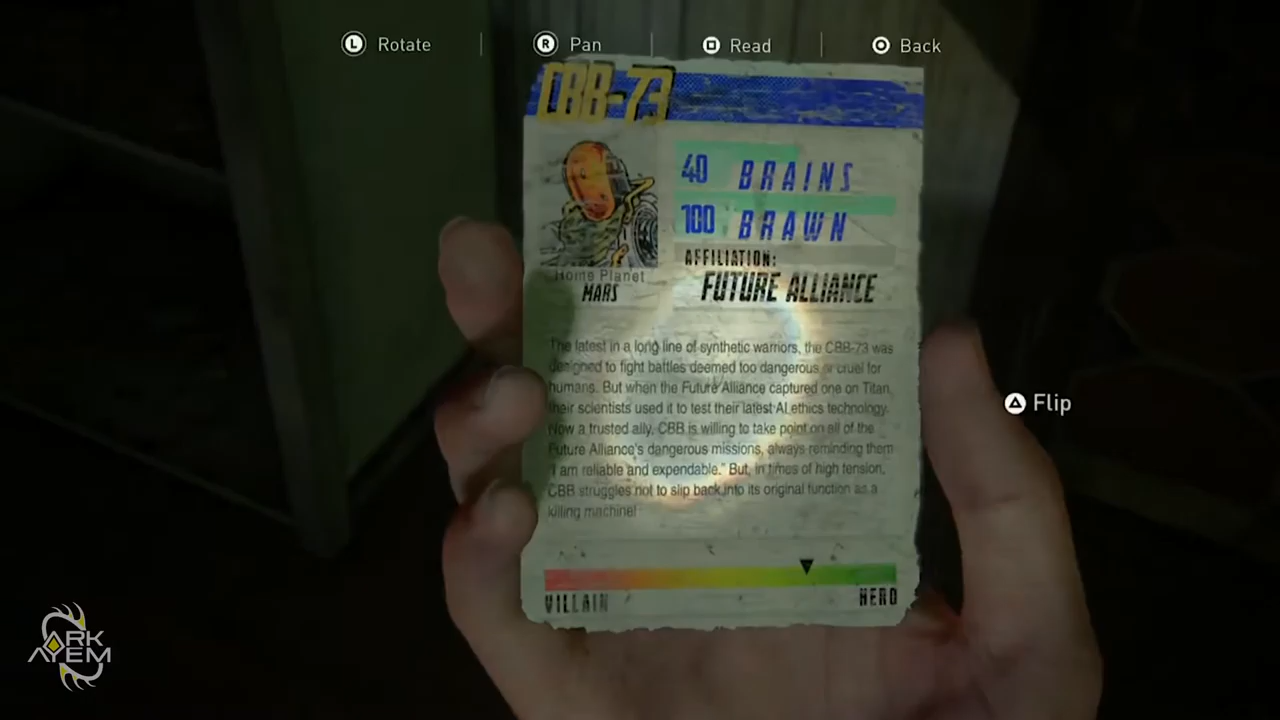 L Rotate
R Pan
Read
Back
CBB-73
40 BRAINS
100 BRAWN
AFFILIATION:
FUTURE ALLIANCE
Home Planet
MARS
The latest in a long line of synthetic warriors, the CBB-73 was
designed to fight battles deemed too dangerous or cruel for
humans. But when the Future Alliance captured one on Titan,
their scientists used it to test their latest AI ethics technology.
Now a trusted ally, CBB is willing to take point on all of the
Future Alliance's dangerous missions, always reminding them
"I am reliable and expendable." But, in times of high tension,
CBB struggles not to slip back into its original function as a
killing machine!
Flip
VILLAIN
HERO
ARK
AYEM